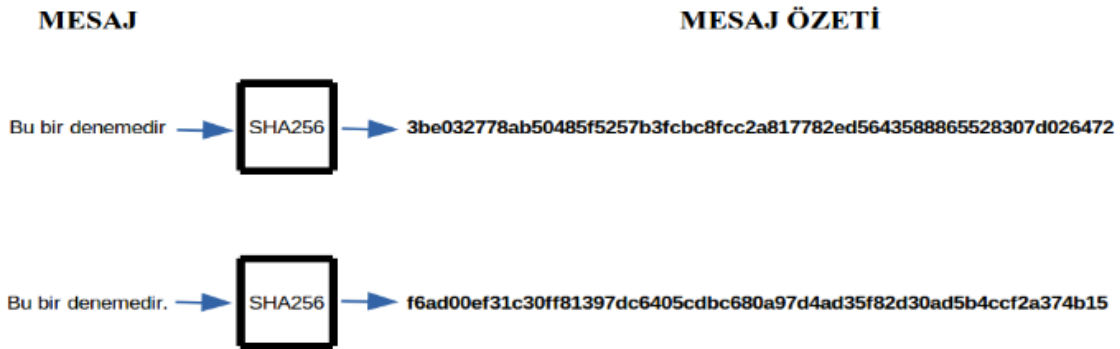 MESAJ MESAJ ÖZETİ
Bu bir denemedir SHA256 3be032778ab50485f5257b3fcbc8fcc2a817782ed5643588865528307d026472
Bu bir denemedir. SHA256 f6ad00ef31c30ff81397dc6405cdbc680a97d4ad35f82d30ad5b4ccf2a374b15